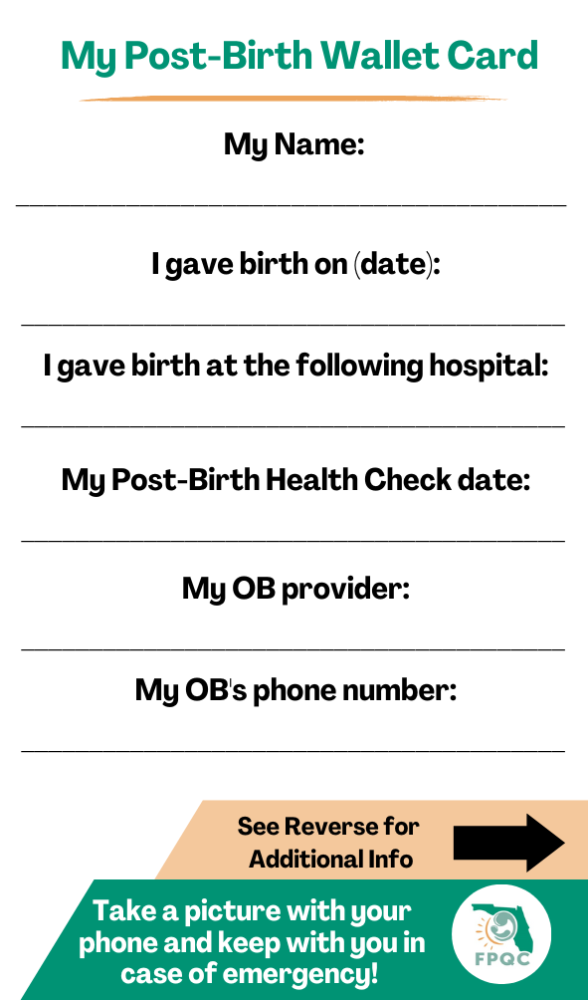 My Post-Birth Wallet Card
My Name:
I gave birth on (date):
I gave birth at the following hospital:
My Post-Birth Health Check date:
My OB provider:
My OB's phone number:
See Reverse for
Additional Info
Take a picture with your
phone and keep with you in
case of emergency!
FPQC